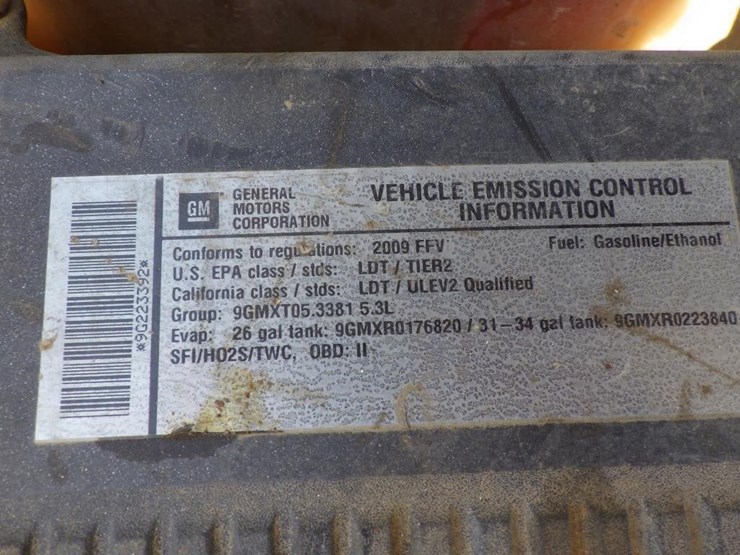 *9G223392*
GM
GENERAL
MOTORS
CORPORATION
VEHICLE EMISSION CONTROL
INFORMATION
Conforms to regulations: 2009 FFV
Fuel: Gasoline/Ethanol
U.S. EPA class / stds: LDT / TIER2
California class / stds: LDT / ULEV2 Qualified
Group: 9GMXT05.3381 5.3L
Evap: 26 gal tank: 9GMXR0176820 / 31-34 gal tank: 9GMXR0223840
SFI/HO2S/TWC, OBD: II